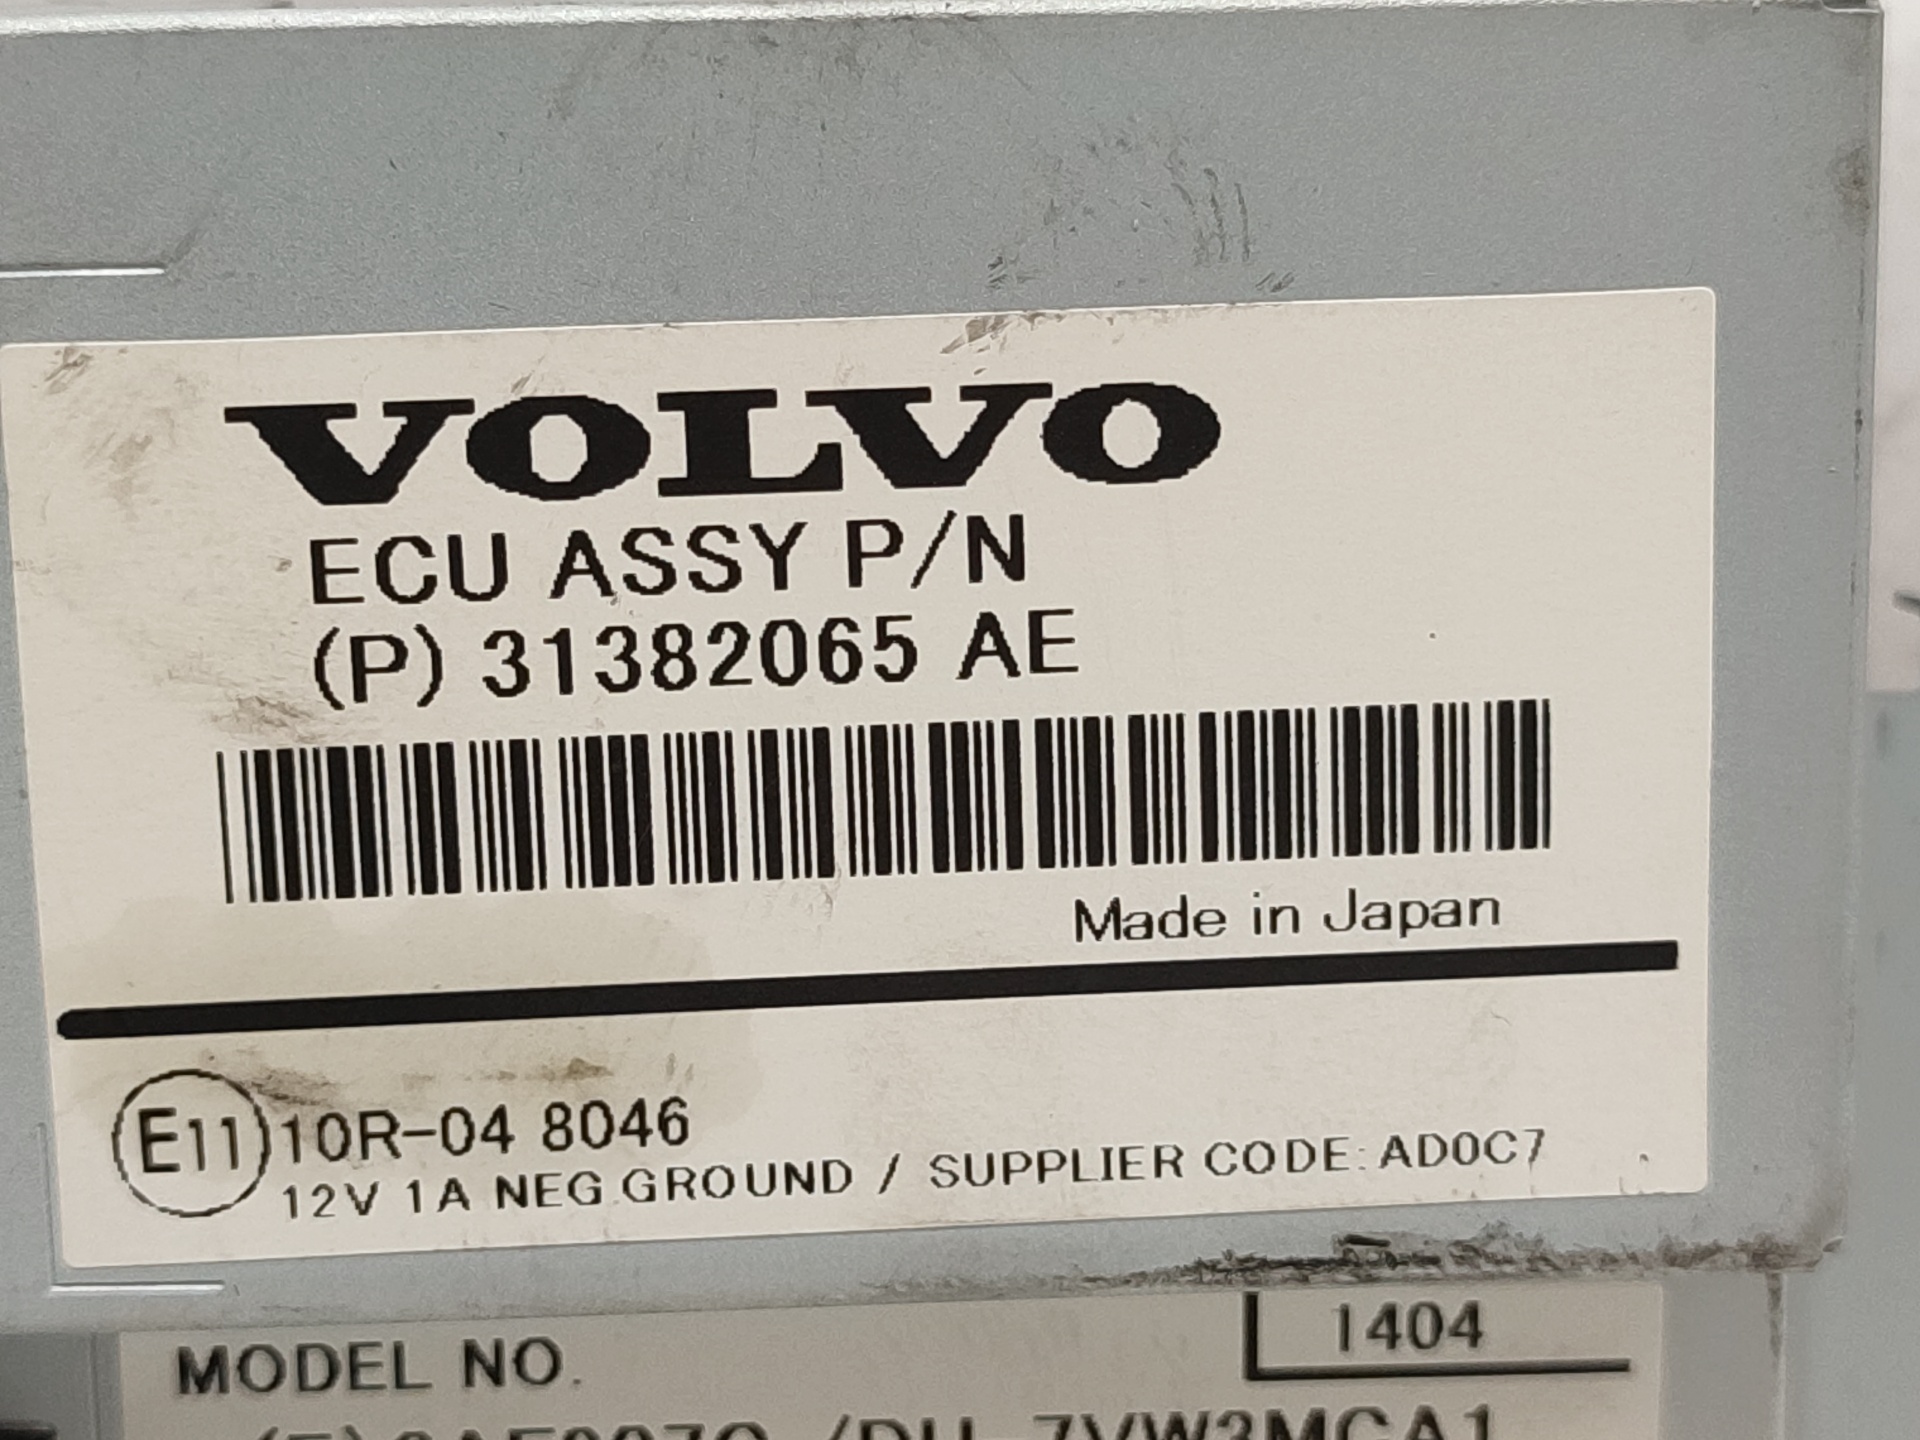 VOLVO
ECU ASSY P/N
(P) 31382065 AE
Made in Japan
E11 10R-04 8046
12V 1A NEG.GROUND / SUPPLIER CODE: AD0C7
1404
MODEL NO.